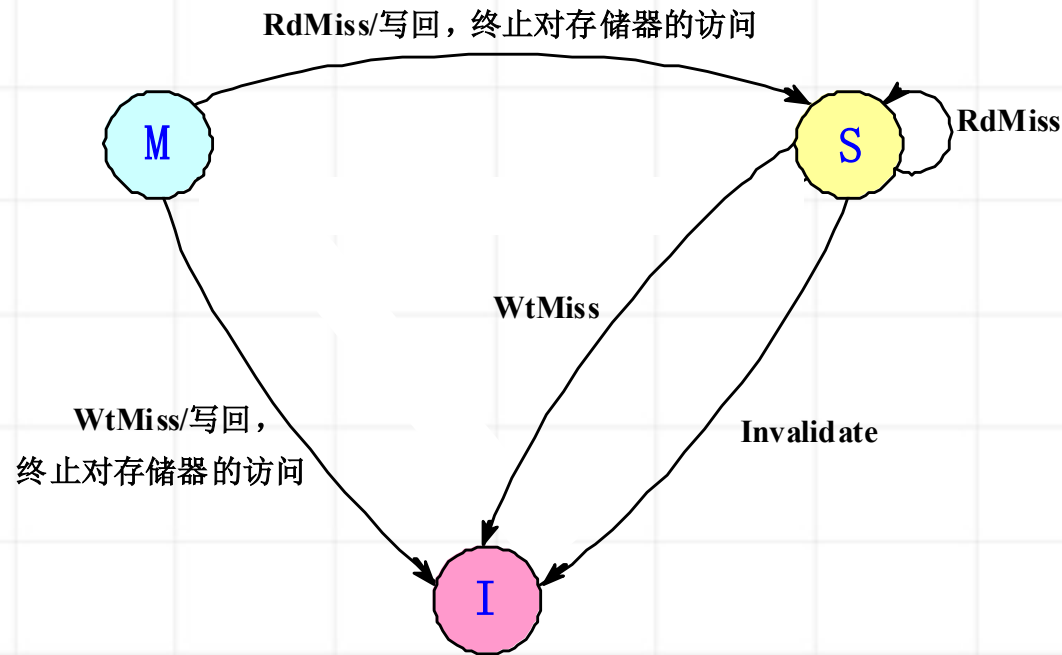 RdMiss/写回，终止对存储器的访问
M
S
RdMiss
WtMiss
WtMiss/写回，
终止对存储器的访问
Invalidate
I